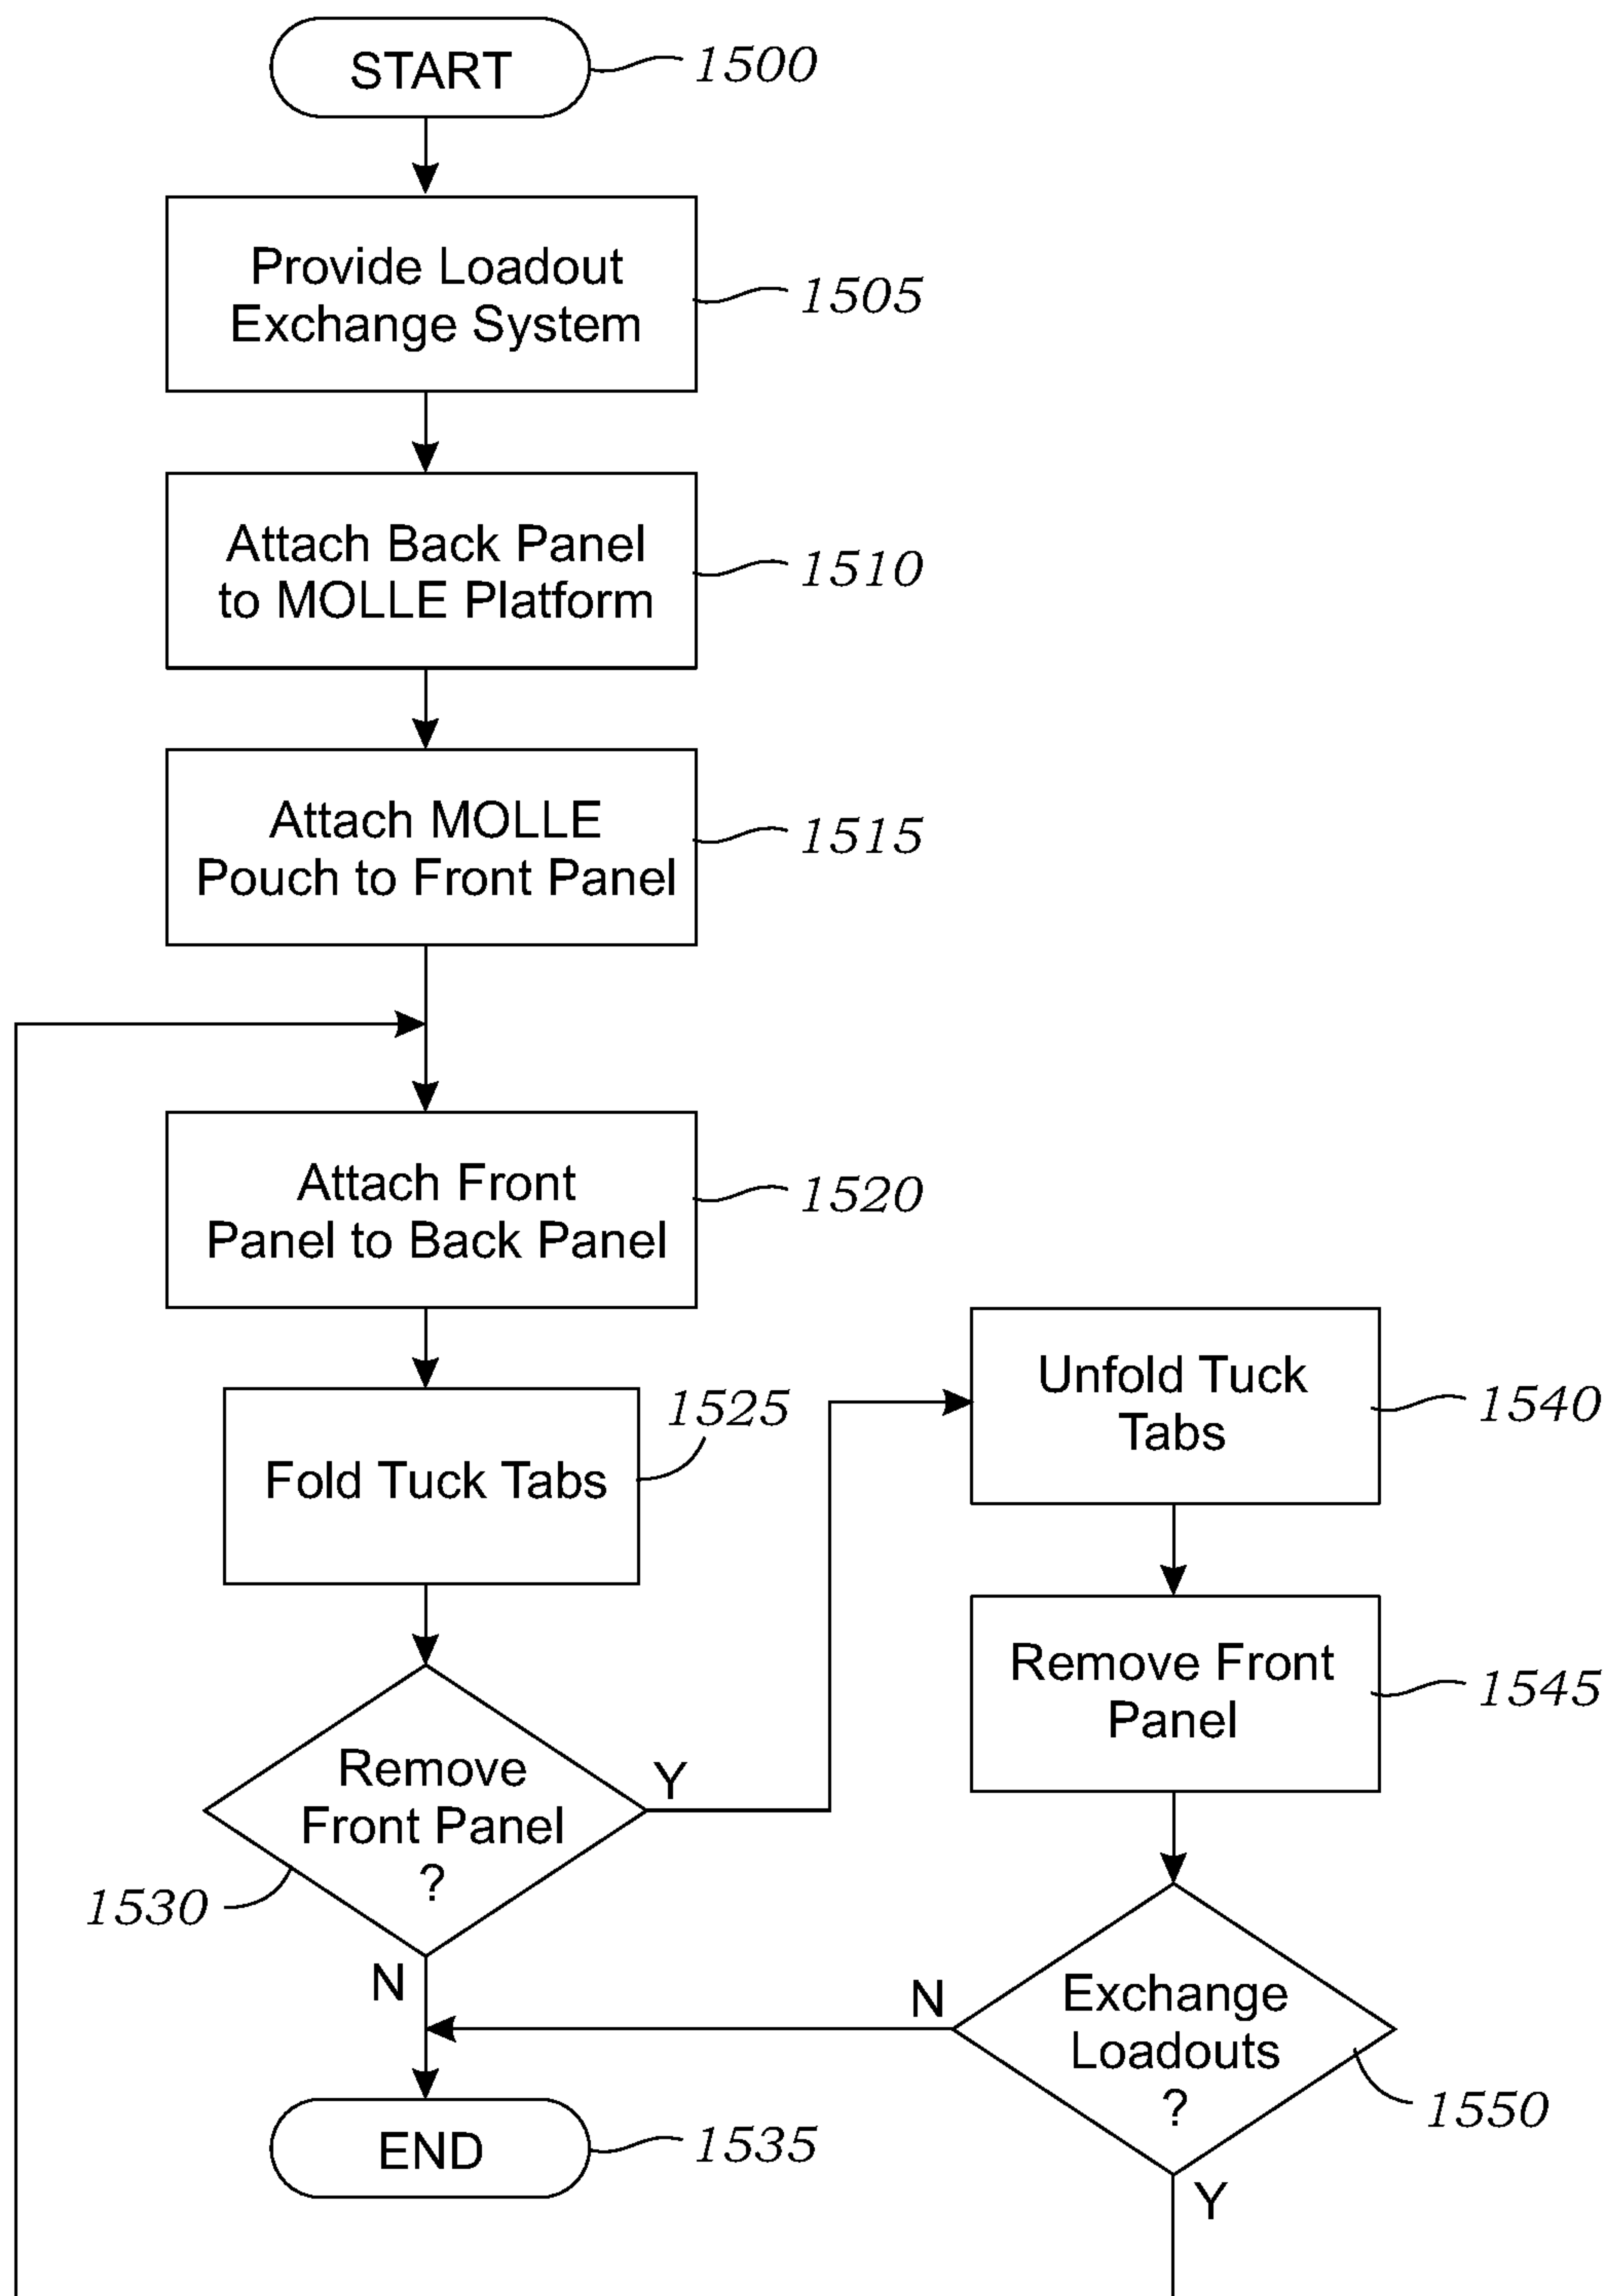 START
1500
Provide Loadout
Exchange System
1505
Attach Back Panel
to MOLLE Platform
1510
Attach MOLLE
Pouch to Front Panel
1515
Attach Front
Panel to Back Panel
1520
Fold Tuck Tabs
1525
Remove
Front Panel
?
1530
Y
N
Unfold Tuck
Tabs
1540
Remove Front
Panel
1545
Exchange
Loadouts
?
1550
N
Y
END
1535